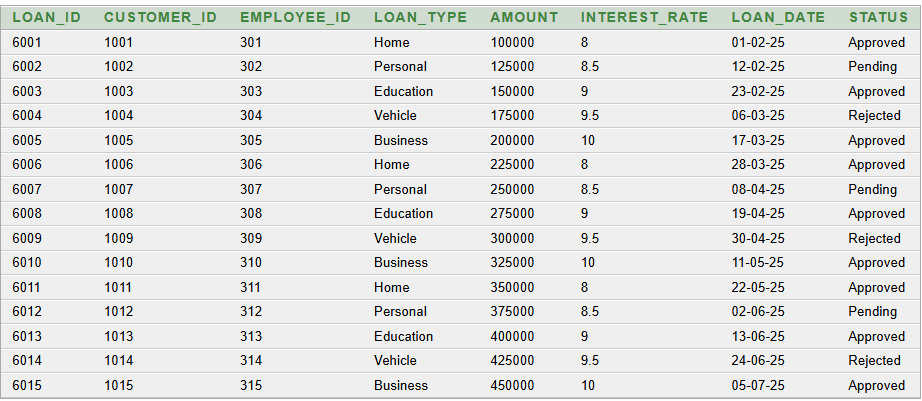 LOAN_ID CUSTOMER_ID EMPLOYEE_ID LOAN_TYPE AMOUNT INTEREST_RATE LOAN_DATE STATUS
6001 1001 301 Home 100000 8 01-02-25 Approved
6002 1002 302 Personal 125000 8.5 12-02-25 Pending
6003 1003 303 Education 150000 9 23-02-25 Approved
6004 1004 304 Vehicle 175000 9.5 06-03-25 Rejected
6005 1005 305 Business 200000 10 17-03-25 Approved
6006 1006 306 Home 225000 8 28-03-25 Approved
6007 1007 307 Personal 250000 8.5 08-04-25 Pending
6008 1008 308 Education 275000 9 19-04-25 Approved
6009 1009 309 Vehicle 300000 9.5 30-04-25 Rejected
6010 1010 310 Business 325000 10 11-05-25 Approved
6011 1011 311 Home 350000 8 22-05-25 Approved
6012 1012 312 Personal 375000 8.5 02-06-25 Pending
6013 1013 313 Education 400000 9 13-06-25 Approved
6014 1014 314 Vehicle 425000 9.5 24-06-25 Rejected
6015 1015 315 Business 450000 10 05-07-25 Approved